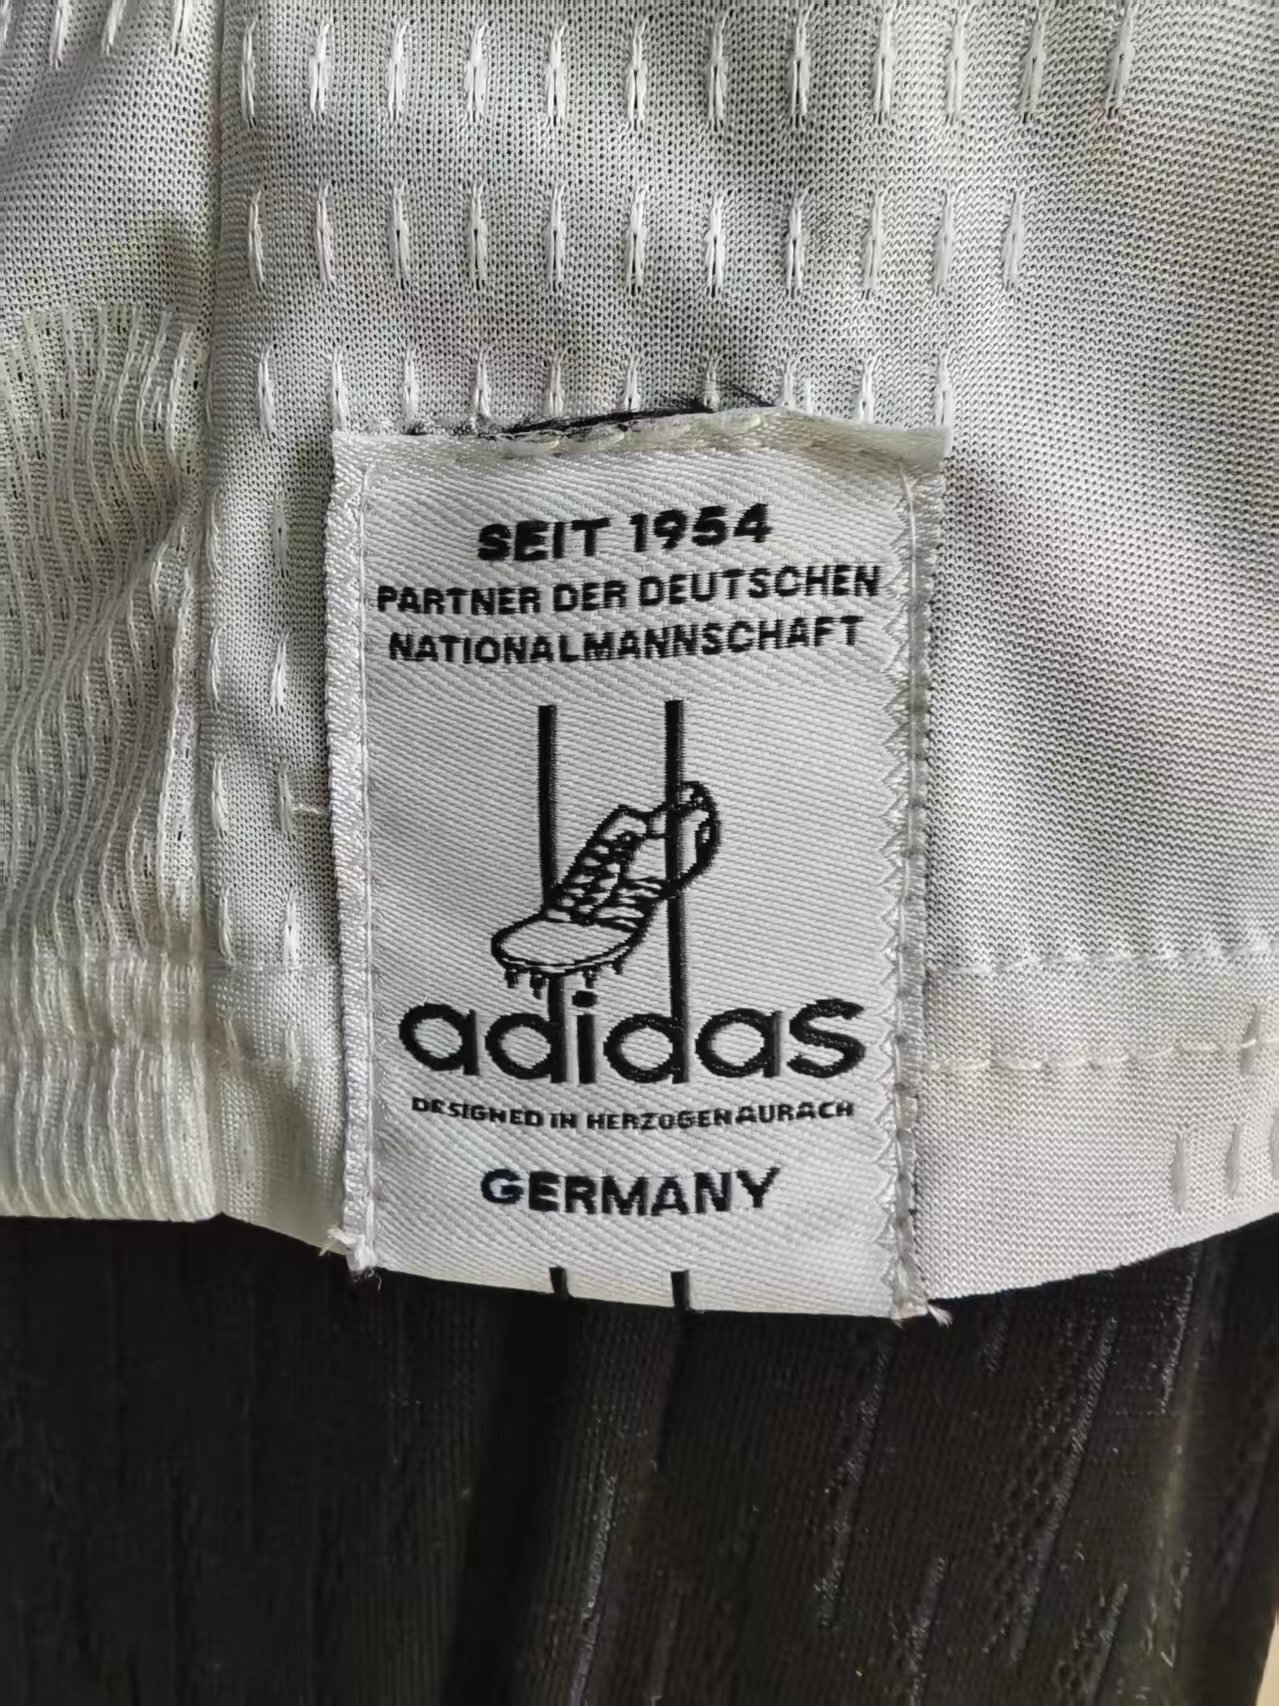 SEIT 1954
PARTNER DER DEUTSCHEN
NATIONALMANNSCHAFT
adidas
DESIGNED IN HERZOGENAURACH
GERMANY